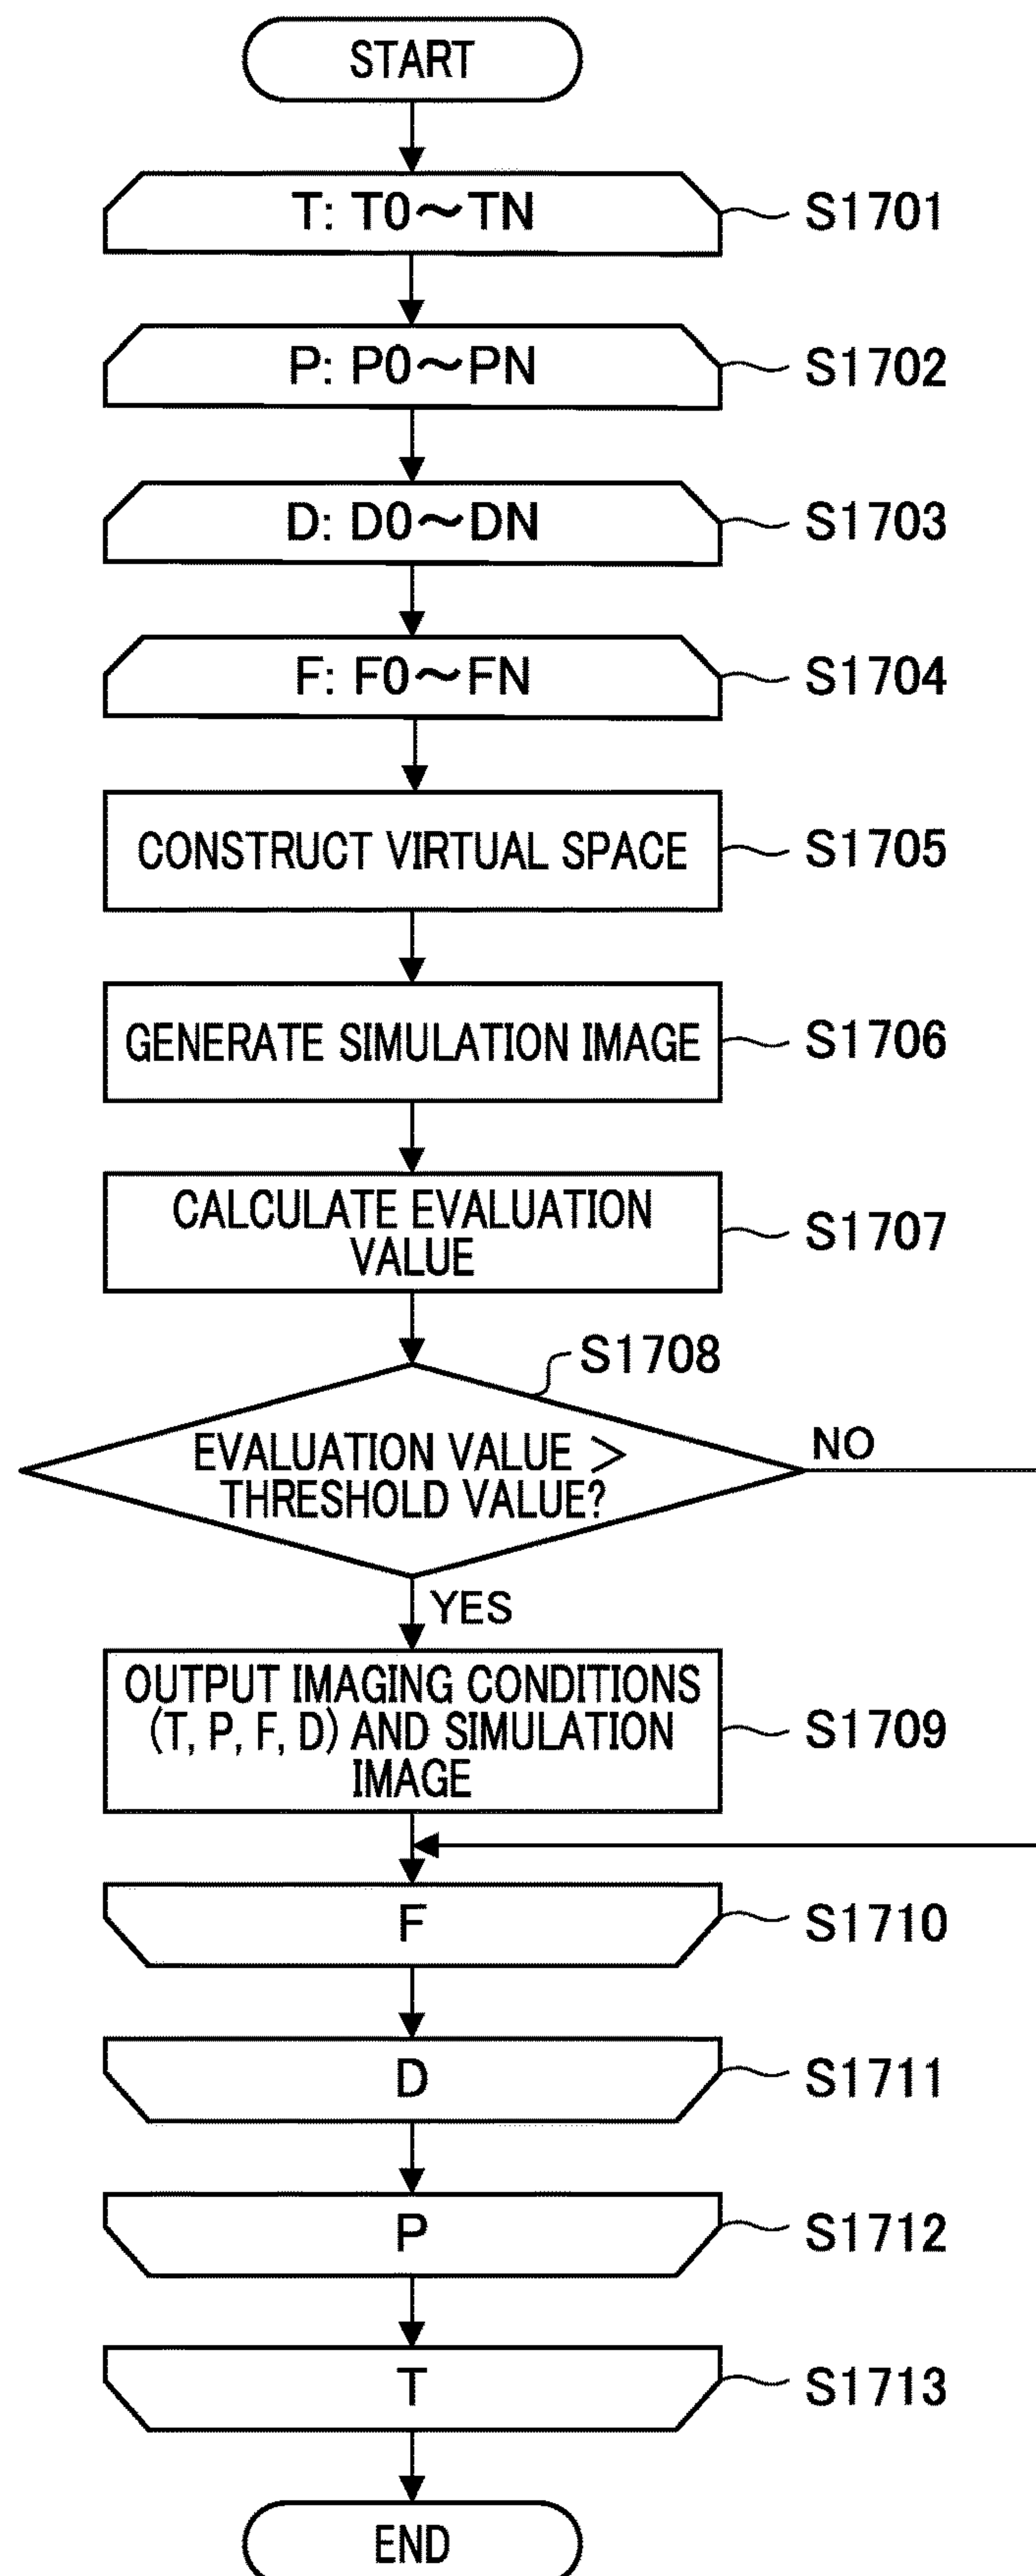 START
T: T0～TN
S1701
P: P0～PN
S1702
D: D0～DN
S1703
F: F0～FN
S1704
CONSTRUCT VIRTUAL SPACE
S1705
GENERATE SIMULATION IMAGE
S1706
CALCULATE EVALUATION
VALUE
S1707
S1708
EVALUATION VALUE >
THRESHOLD VALUE?
NO
YES
OUTPUT IMAGING CONDITIONS
(T, P, F, D) AND SIMULATION
IMAGE
S1709
F
S1710
D
S1711
P
S1712
T
S1713
END